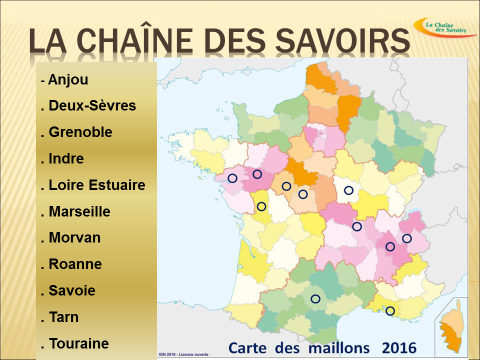 La Chaîne
des Savoirs
LA CHAÎNE DES SAVOIRS
- Anjou
. Deux-Sèvres
. Grenoble
. Indre
. Loire Estuaire
. Marseille
. Morvan
. Roanne
. Savoie
. Tarn
. Touraine
IGN 2016 - Licence ouverte
Carte des maillons 2016